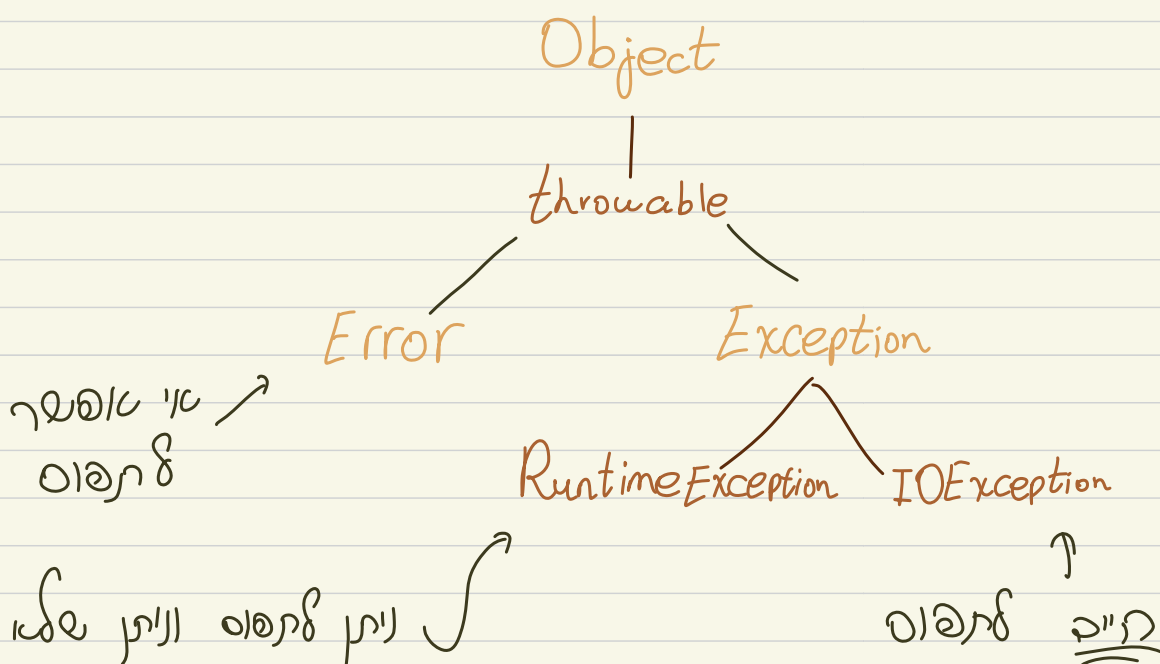 Object
throwable
Error
Exception
אי אפשר
לתפוס
RuntimeException
IOException
ניתן לתפוס וניתן שלא
חייב לתפוס